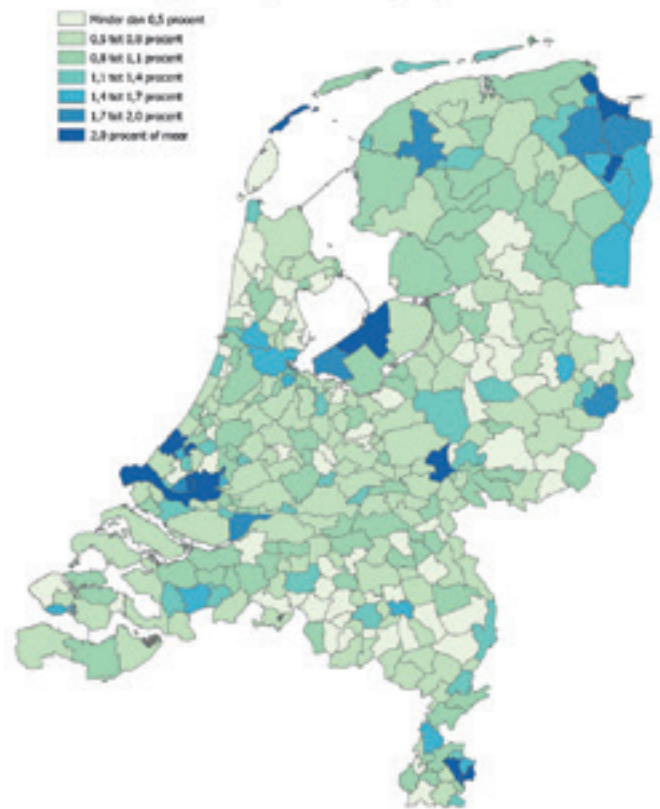 Minder dan 0,5 procent
0,5 tot 0,8 procent
0,8 tot 1,1 procent
1,1 tot 1,4 procent
1,4 tot 1,7 procent
1,7 tot 2,0 procent
2,0 procent of meer